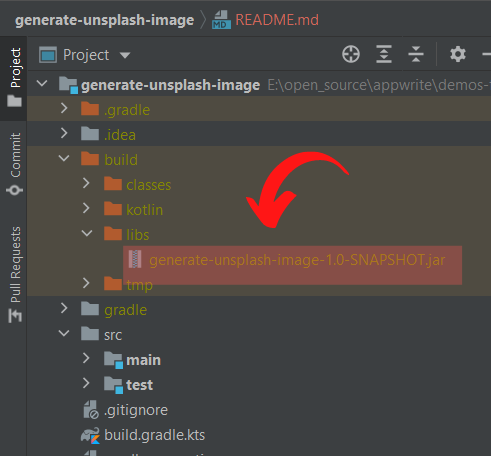 generate-unsplash-image README.md
Project
generate-unsplash-image E:\open_source\appwrite\demos-
.gradle
.idea
build
classes
kotlin
libs
generate-unsplash-image-1.0-SNAPSHOT.jar
tmp
gradle
src
main
test
.gitignore
build.gradle.kts
Project
Commit
Pull Requests